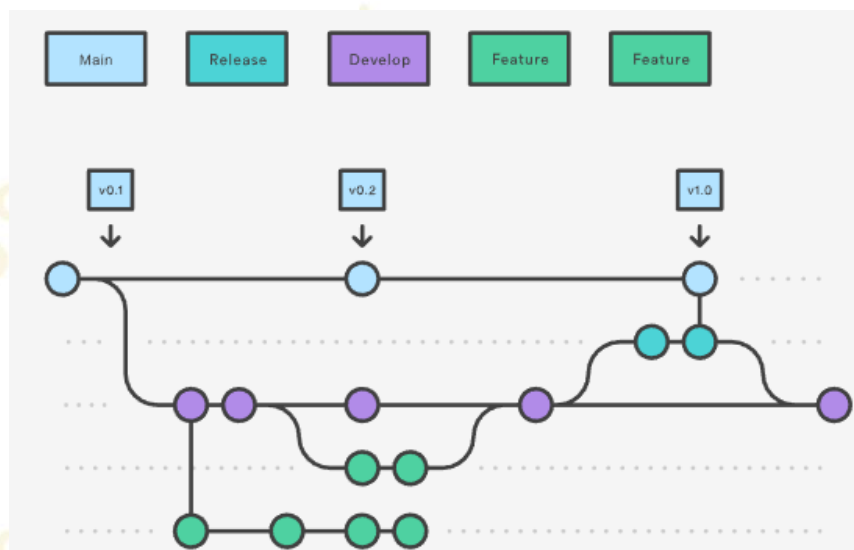 Main
Release
Develop
Feature
Feature
v0.1
v0.2
v1.0